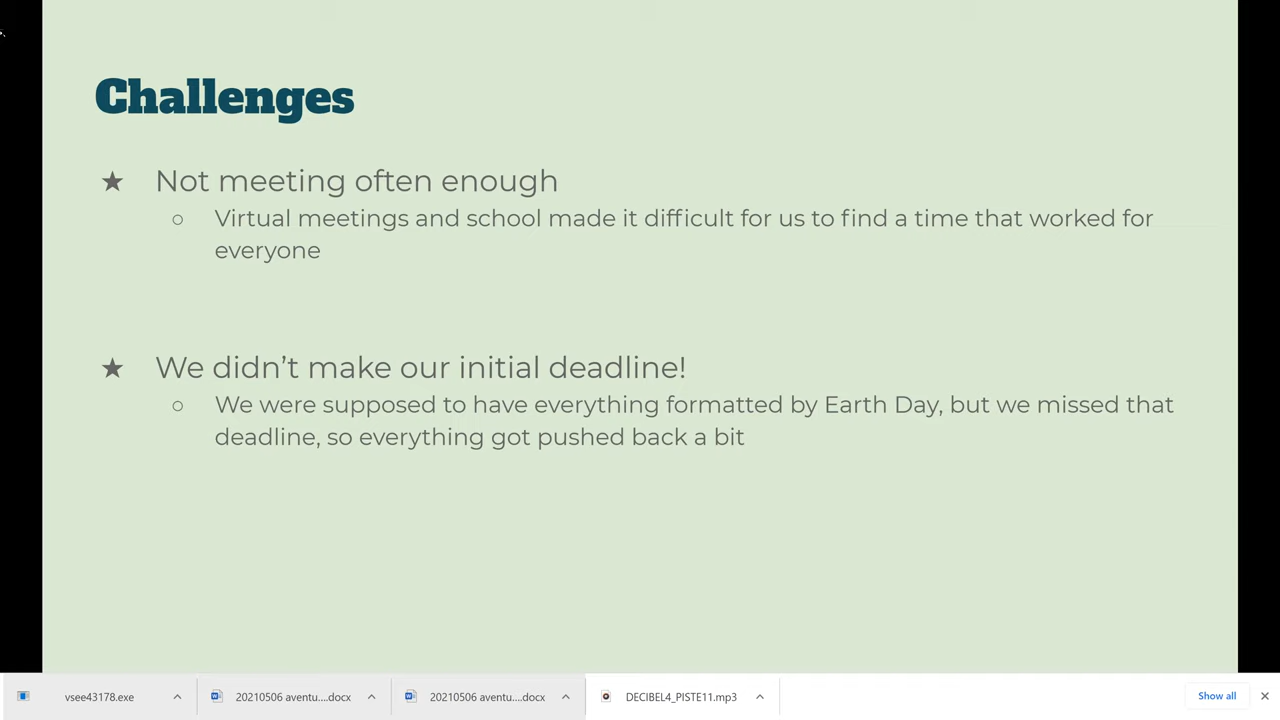 Challenges
★ Not meeting often enough
○ Virtual meetings and school made it difficult for us to find a time that worked for
everyone
★ We didn’t make our initial deadline!
○ We were supposed to have everything formatted by Earth Day, but we missed that
deadline, so everything got pushed back a bit
vsee43178.exe
20210506 aventu....docx
20210506 aventu....docx
DECIBEL4_PISTE11.mp3
Show all